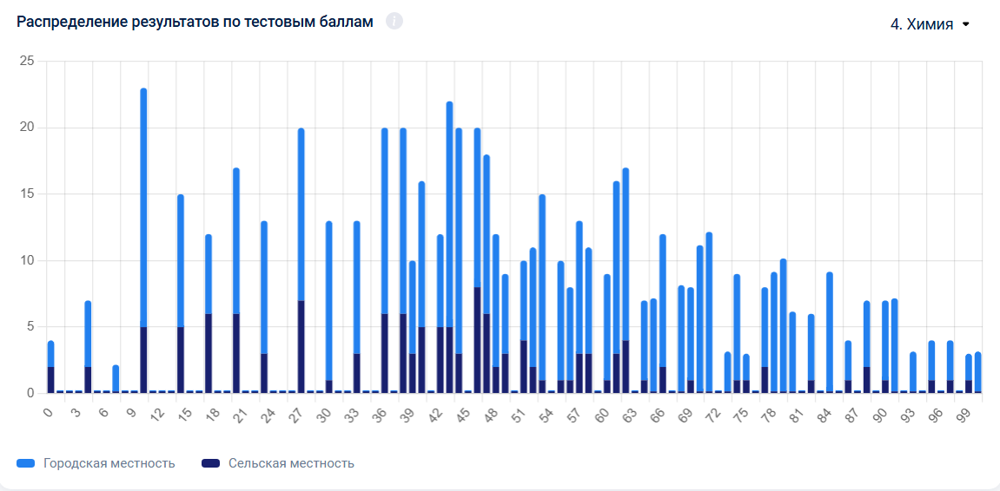 Распределение результатов по тестовым баллам i
4. Химия
25
20
15
10
5
0
0 3 6 9 12 15 18 21 24 27 30 33 36 39 42 45 48 51 54 57 60 63 66 69 72 75 78 81 84 87 90 93 96 99
Городская местность Сельская местность